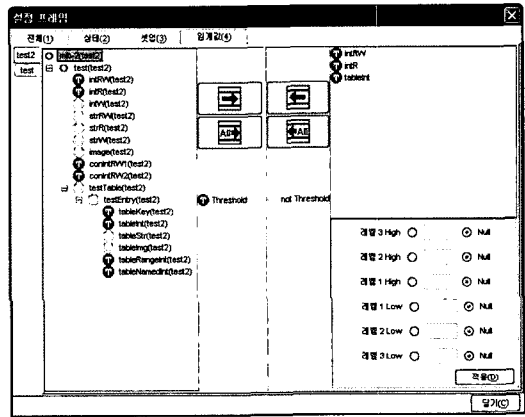 설정 프레임
전체(1) 상태(2) 셋업(3) 임계값(4)
test2
test
mib-2(test2)
test(test2)
intRW(test2)
intR(test2)
intW(test2)
strRW(test2)
strR(test2)
strW(test2)
image(test2)
conIntRW1(test2)
conIntRW2(test2)
testTable(test2)
testEntry(test2)
tableKey(test2)
tableInt(test2)
tableStr(test2)
tableImg(test2)
tableRangeInt(test2)
tableNamedInt(test2)
All
All
Threshold
not Threshold
intRW
intR
tableInt
레벨 3 High Null
레벨 2 High Null
레벨 1 High Null
레벨 1 Low Null
레벨 2 Low Null
레벨 3 Low Null
적용(D)
닫기(C)